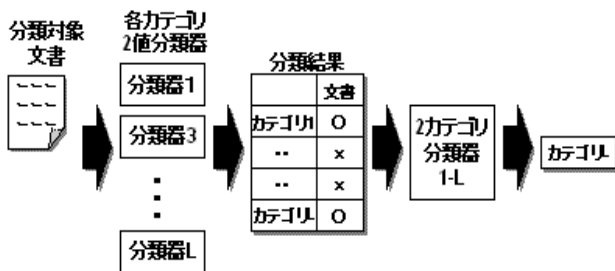 分類対象
文書
各カテゴリ
2値分類器
分類器1
分類器3
分類器L
分類結果
文書
カテゴリ1 O
‥ x
‥ x
カテゴリL O
2カテゴリ
分類器
1-L
カテゴリL